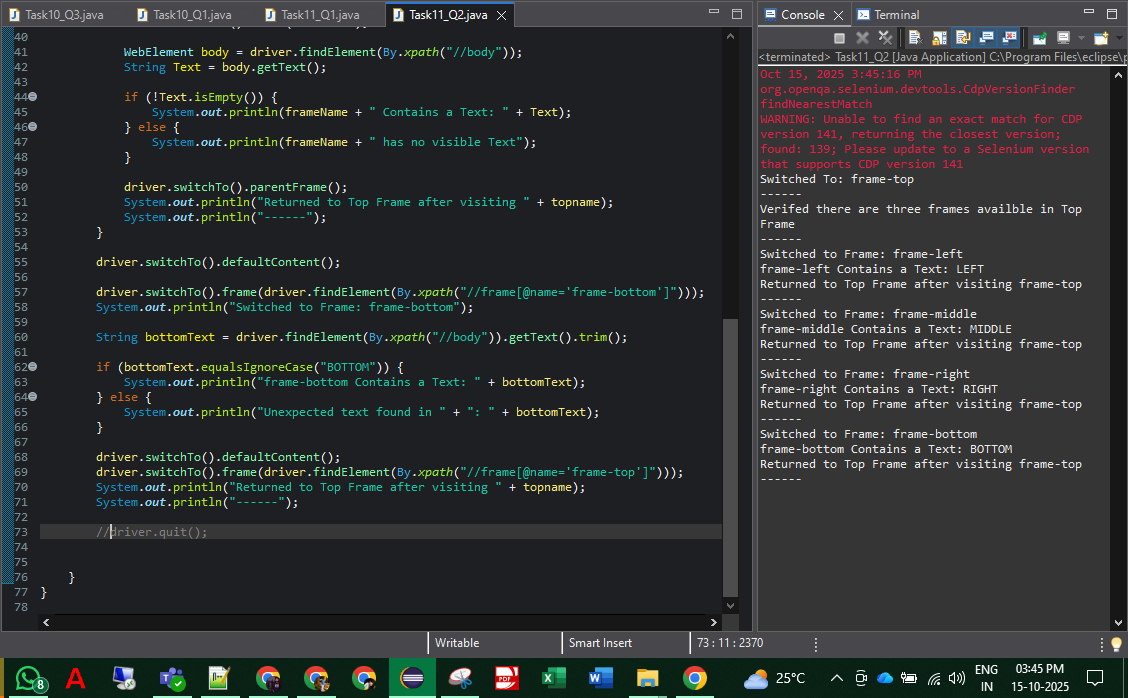 Task10_Q3.java
Task10_Q1.java
Task11_Q1.java
Task11_Q2.java
40
41 WebElement body = driver.findElement(By.xpath("//body"));
42 String Text = body.getText();
43
44 if (!Text.isEmpty()) {
45 System.out.println(frameName + " Contains a Text: " + Text);
46 } else {
47 System.out.println(frameName + " has no visible Text");
48 }
49
50 driver.switchTo().parentFrame();
51 System.out.println("Returned to Top Frame after visiting " + topname);
52 System.out.println("------");
53 }
54
55 driver.switchTo().defaultContent();
56
57 driver.switchTo().frame(driver.findElement(By.xpath("//frame[@name='frame-bottom']")));
58 System.out.println("Switched to Frame: frame-bottom");
59
60 String bottomText = driver.findElement(By.xpath("//body")).getText().trim();
61
62 if (bottomText.equalsIgnoreCase("BOTTOM")) {
63 System.out.println("frame-bottom Contains a Text: " + bottomText);
64 } else {
65 System.out.println("Unexpected text found in " + ": " + bottomText);
66 }
67
68 driver.switchTo().defaultContent();
69 driver.switchTo().frame(driver.findElement(By.xpath("//frame[@name='frame-top']")));
70 System.out.println("Returned to Top Frame after visiting " + topname);
71 System.out.println("------");
72
73 //driver.quit();
74
75
76 }
77 }
78
Console
Terminal
<terminated> Task11_Q2 [Java Application] C:\Program Files\eclipse\p
Oct 15, 2025 3:45:16 PM
org.openqa.selenium.devtools.CdpVersionFinder
findNearestMatch
WARNING: Unable to find an exact match for CDP
version 141, returning the closest version;
found: 139; Please update to a Selenium version
that supports CDP version 141
Switched To: frame-top
------
Verifed there are three frames availble in Top
Frame
------
Switched to Frame: frame-left
frame-left Contains a Text: LEFT
Returned to Top Frame after visiting frame-top
------
Switched to Frame: frame-middle
frame-middle Contains a Text: MIDDLE
Returned to Top Frame after visiting frame-top
------
Switched to Frame: frame-right
frame-right Contains a Text: RIGHT
Returned to Top Frame after visiting frame-top
------
Switched to Frame: frame-bottom
frame-bottom Contains a Text: BOTTOM
Returned to Top Frame after visiting frame-top
------
Writable
Smart Insert
73 : 11 : 2370
8
PDF
25°C
ENG
IN
03:45 PM
15-10-2025